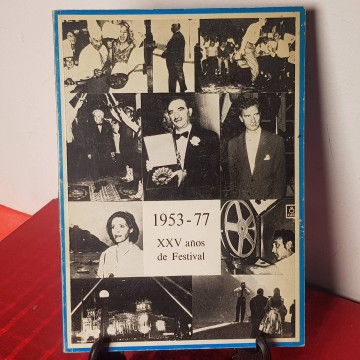 1953-77
XXV años
de Festival